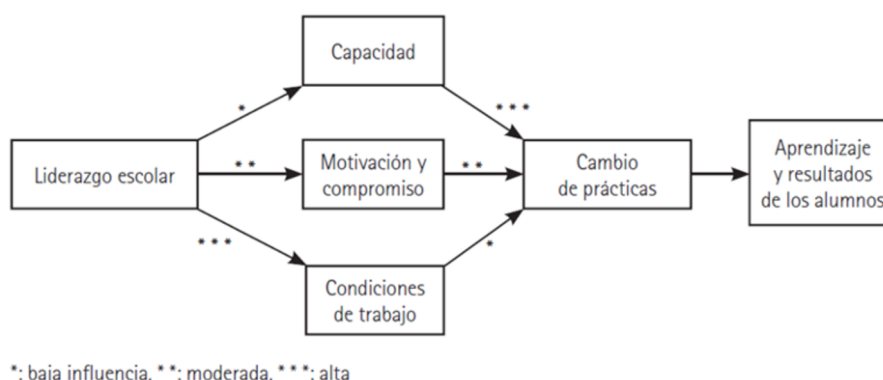 Capacidad
*
* * *
Liderazgo escolar
* *
Motivación y
compromiso
* *
Cambio
de prácticas
Aprendizaje
y resultados
de los alumnos
* * *
*
Condiciones
de trabajo
*: baja influencia. * *: moderada. * * *: alta